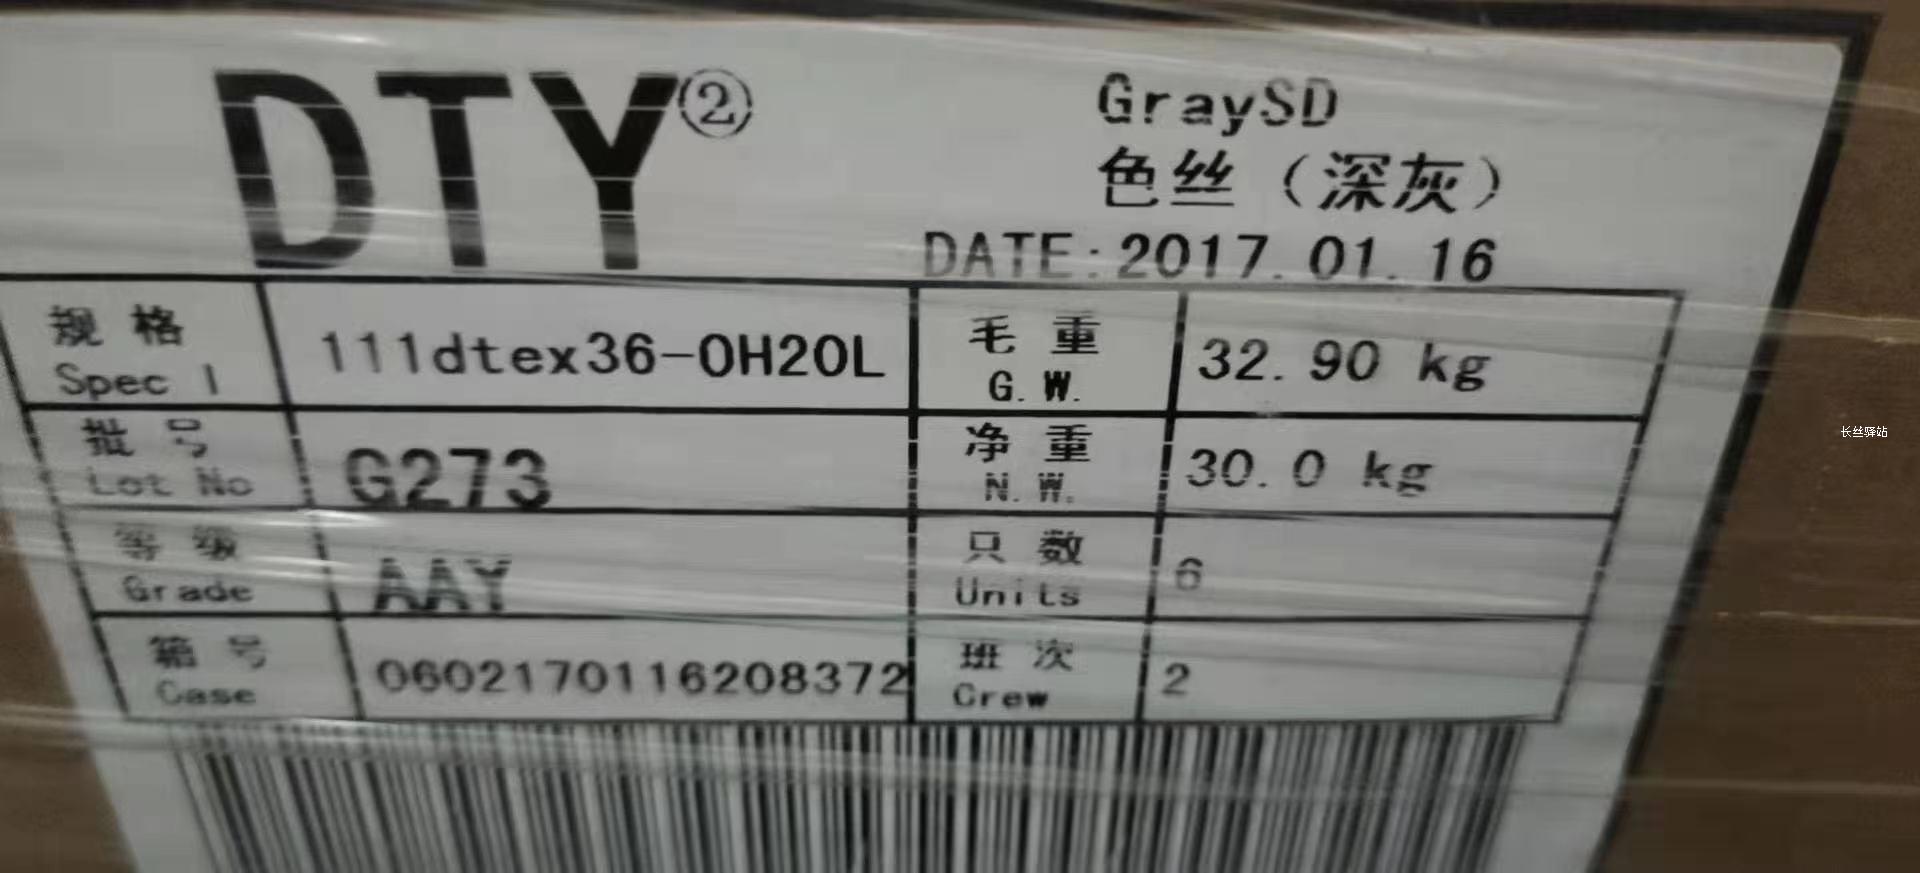 DTY②
GraySD
色丝（深灰）
DATE:2017.01.16
规格 111dtex36-0H20L 毛重 32.90 kg
Spec l G.W.
批号 G273 净重 30.0 kg
Lot No N.W.
等级 AAY 只数 6
Grade Units
箱号 0602170116208372 班次 2
Case Crew
长丝驿站